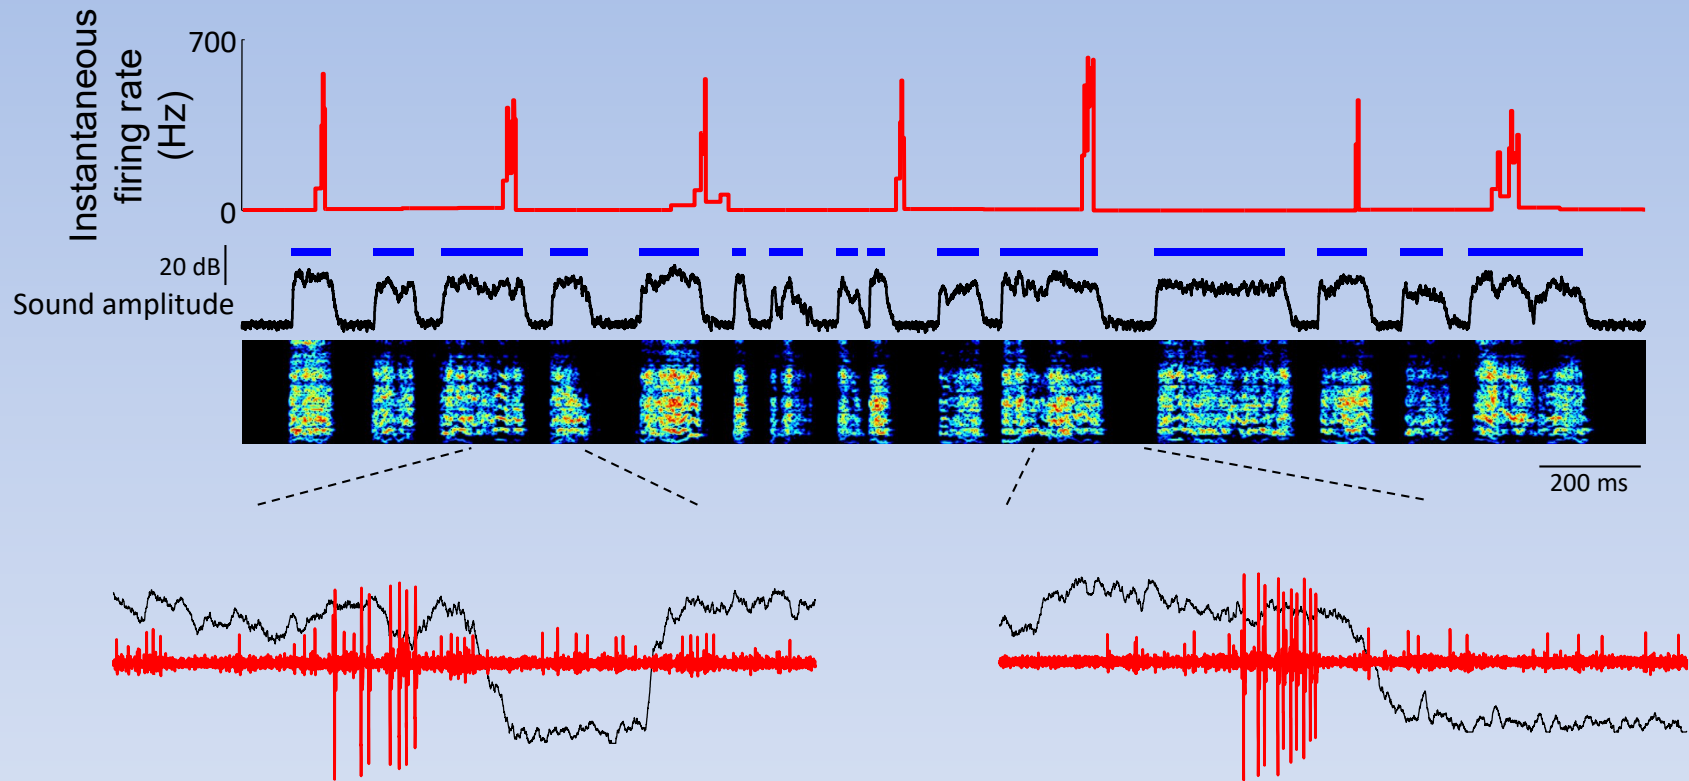 Instantaneous
firing rate
(Hz)
700
0
20 dB
Sound amplitude
200 ms